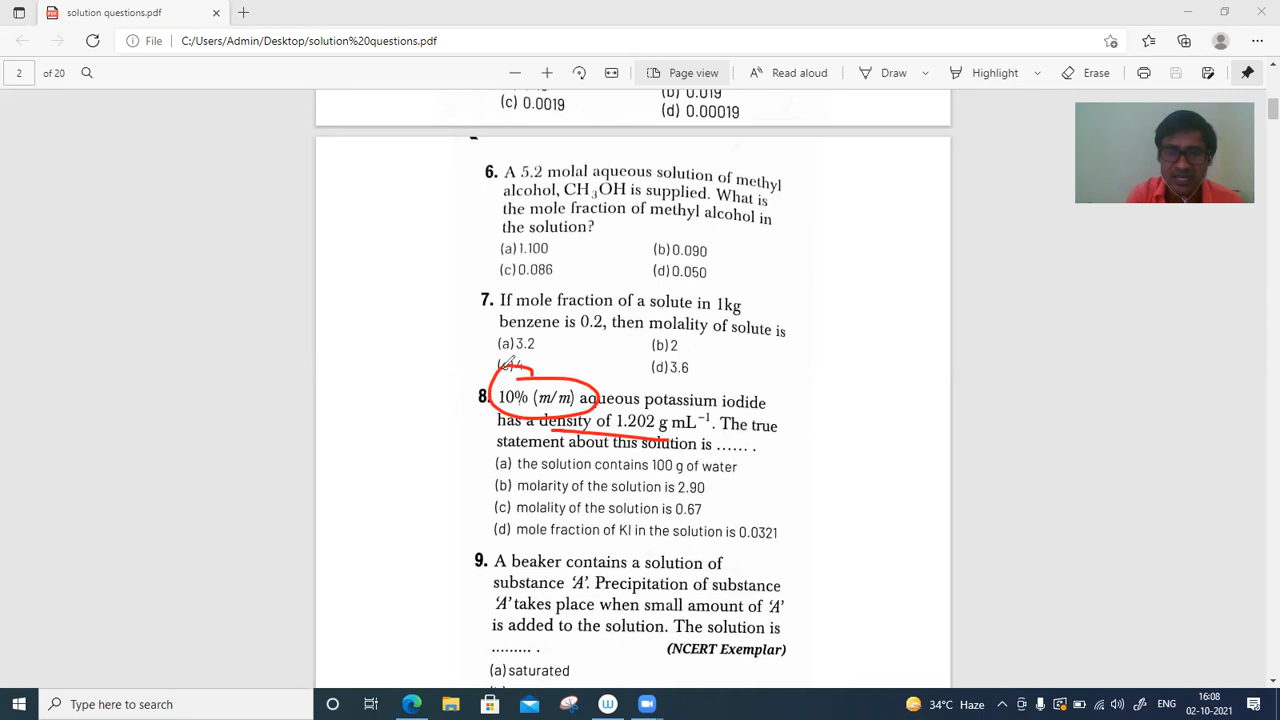 solution questions.pdf
File
C:/Users/Admin/Desktop/solution%20questions.pdf
2 of 20
Page view
Read aloud
Draw
Highlight
Erase
(c) 0.0019
(b) 0.019
(d) 0.00019
6. A 5.2 molal aqueous solution of methyl
alcohol, CH₃OH is supplied. What is
the mole fraction of methyl alcohol in
the solution?
(a) 1.100 (b) 0.090
(c) 0.086 (d) 0.050
7. If mole fraction of a solute in 1kg
benzene is 0.2, then molality of solute is
(a) 3.2 (b) 2
(d) 3.6
8. 10% (m/m) aqueous potassium iodide
has a density of 1.202 g mL⁻¹. The true
statement about this solution is ...... .
(a) the solution contains 100 g of water
(b) molarity of the solution is 2.90
(c) molality of the solution is 0.67
(d) mole fraction of KI in the solution is 0.0321
9. A beaker contains a solution of
substance ‘A’. Precipitation of substance
‘A’ takes place when small amount of ‘A’
is added to the solution. The solution is
......... . (NCERT Exemplar)
(a) saturated
Type here to search
34°C Haze
ENG
16:08
02-10-2021